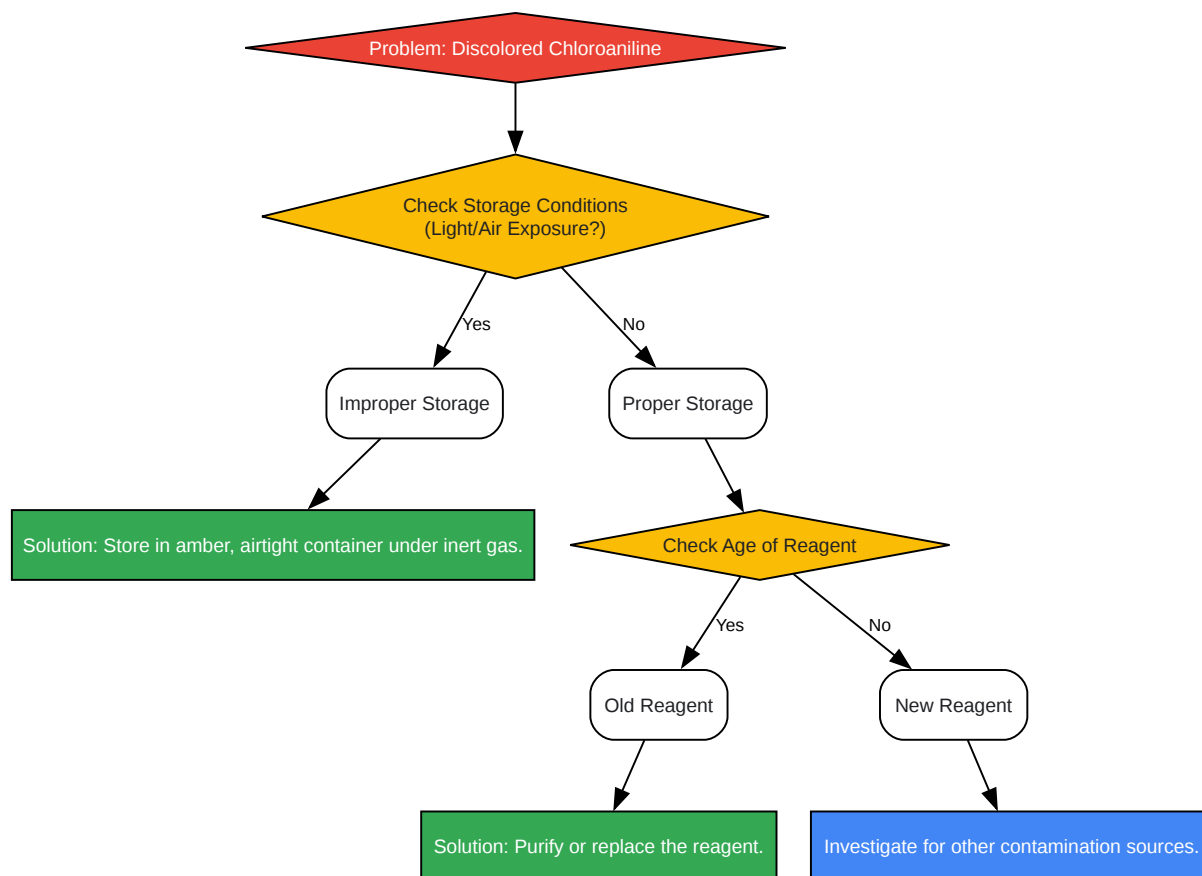 Problem: Discolored Chloroaniline
Check Storage Conditions
(Light/Air Exposure?)
Yes
No
Improper Storage
Proper Storage
Solution: Store in amber, airtight container under inert gas.
Check Age of Reagent
Yes
No
Old Reagent
New Reagent
Solution: Purify or replace the reagent.
Investigate for other contamination sources.